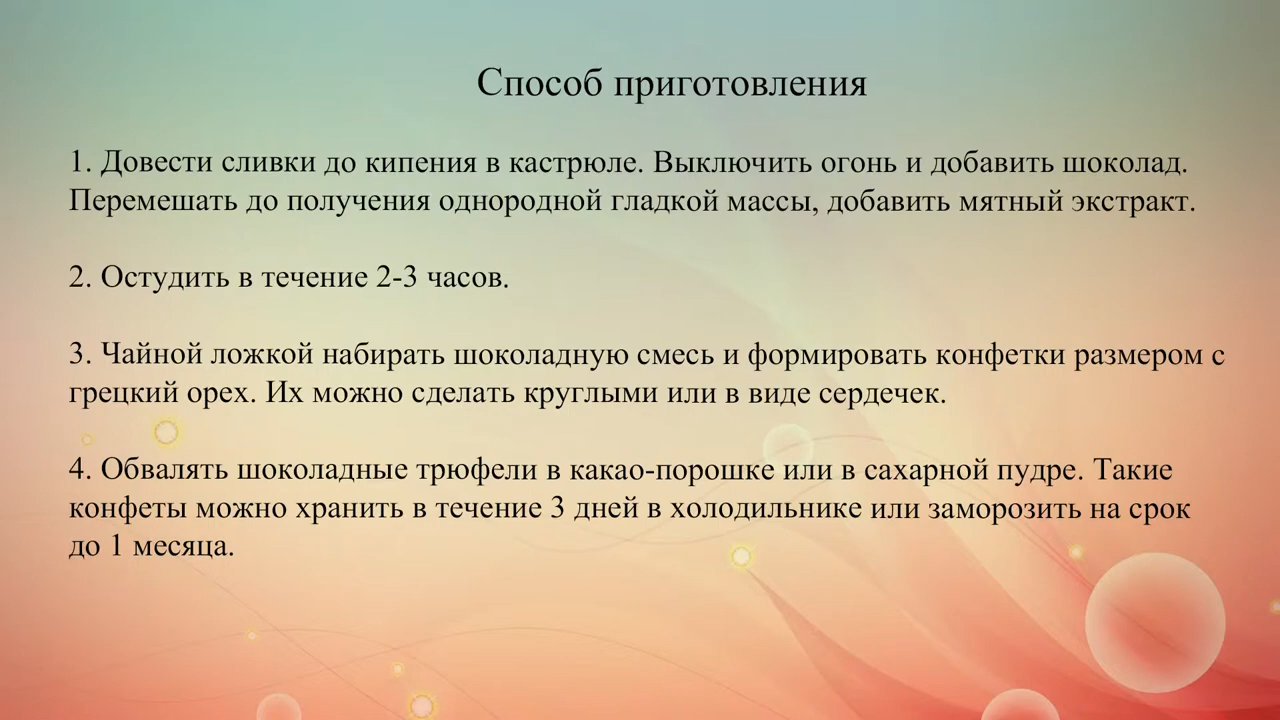 Способ приготовления
1. Довести сливки до кипения в кастрюле. Выключить огонь и добавить шоколад.
Перемешать до получения однородной гладкой массы, добавить мятный экстракт.
2. Остудить в течение 2-3 часов.
3. Чайной ложкой набирать шоколадную смесь и формировать конфетки размером с
грецкий орех. Их можно сделать круглыми или в виде сердечек.
4. Обвалять шоколадные трюфели в какао-порошке или в сахарной пудре. Такие
конфеты можно хранить в течение 3 дней в холодильнике или заморозить на срок
до 1 месяца.